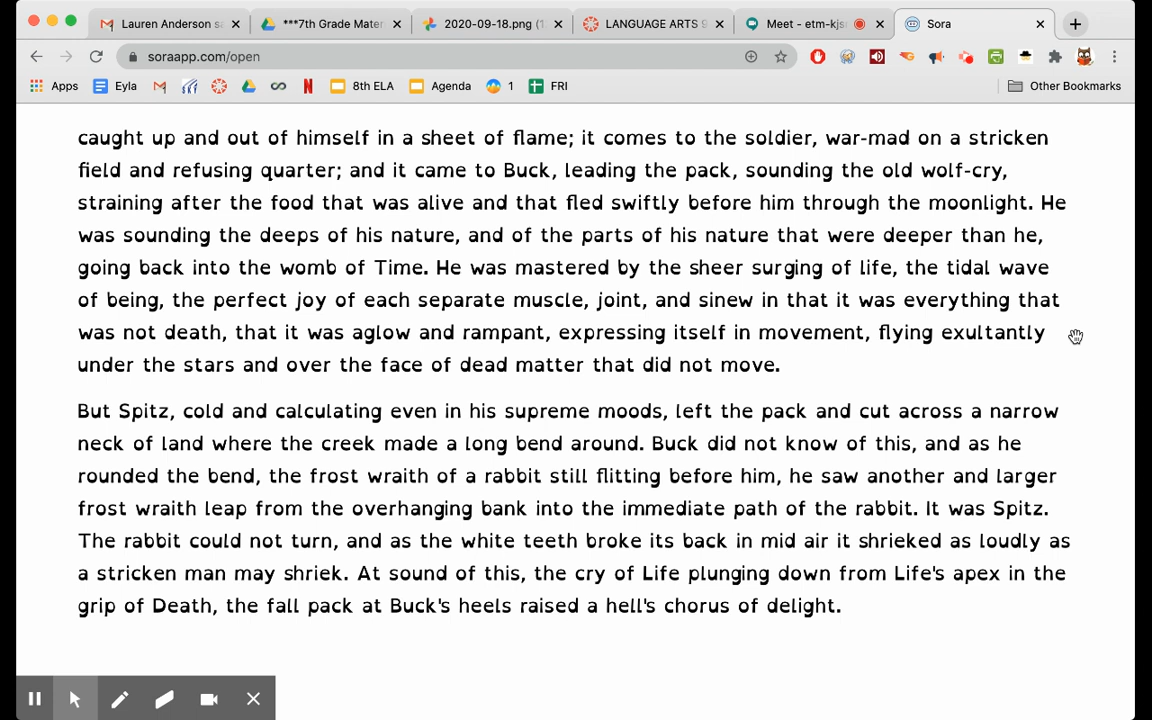 Lauren Anderson sa
***7th Grade Mater
2020-09-18.png (1
LANGUAGE ARTS 9
Meet - etm-kjs
Sora
soraapp.com/open
Apps
Eyla
8th ELA
Agenda
1
FRI
Other Bookmarks
caught up and out of himself in a sheet of flame; it comes to the soldier, war-mad on a stricken
field and refusing quarter; and it came to Buck, leading the pack, sounding the old wolf-cry,
straining after the food that was alive and that fled swiftly before him through the moonlight. He
was sounding the deeps of his nature, and of the parts of his nature that were deeper than he,
going back into the womb of Time. He was mastered by the sheer surging of life, the tidal wave
of being, the perfect joy of each separate muscle, joint, and sinew in that it was everything that
was not death, that it was aglow and rampant, expressing itself in movement, flying exultantly
under the stars and over the face of dead matter that did not move.
But Spitz, cold and calculating even in his supreme moods, left the pack and cut across a narrow
neck of land where the creek made a long bend around. Buck did not know of this, and as he
rounded the bend, the frost wraith of a rabbit still flitting before him, he saw another and larger
frost wraith leap from the overhanging bank into the immediate path of the rabbit. It was Spitz.
The rabbit could not turn, and as the white teeth broke its back in mid air it shrieked as loudly as
a stricken man may shriek. At sound of this, the cry of Life plunging down from Life's apex in the
grip of Death, the fall pack at Buck's heels raised a hell's chorus of delight.